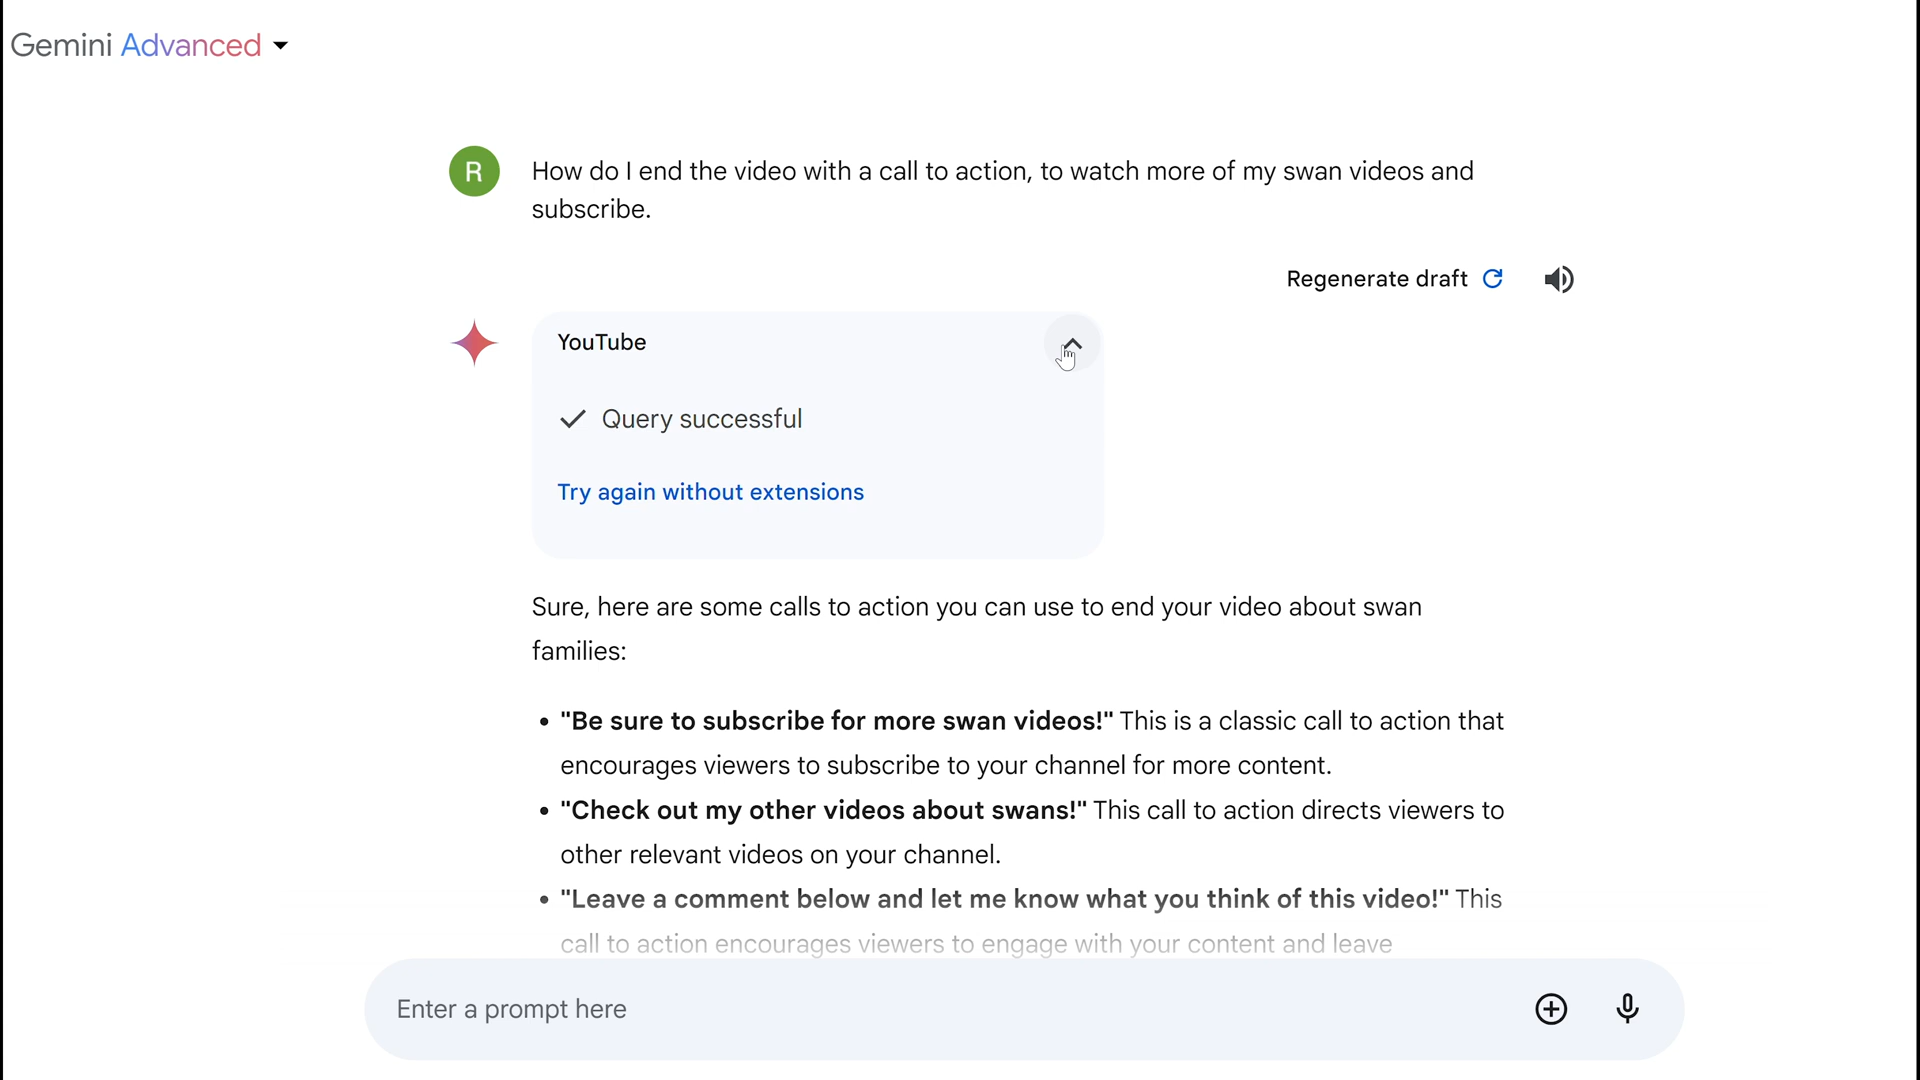 Gemini Advanced
R
How do I end the video with a call to action, to watch more of my swan videos and
subscribe.
Regenerate draft
YouTube
Query successful
Try again without extensions
Sure, here are some calls to action you can use to end your video about swan
families:
• "Be sure to subscribe for more swan videos!" This is a classic call to action that
encourages viewers to subscribe to your channel for more content.
• "Check out my other videos about swans!" This call to action directs viewers to
other relevant videos on your channel.
• "Leave a comment below and let me know what you think of this video!" This
call to action encourages viewers to engage with your content and leave
Enter a prompt here